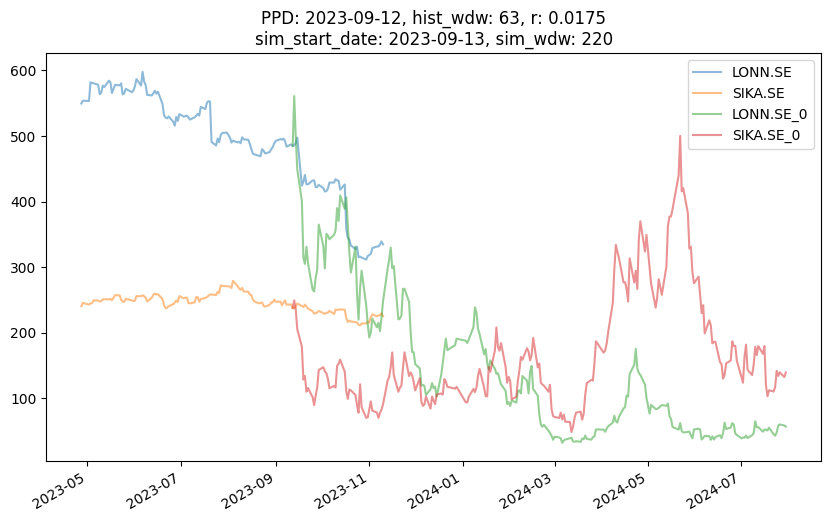 PPD: 2023-09-12, hist_wdw: 63, r: 0.0175
sim_start_date: 2023-09-13, sim_wdw: 220
600
500
400
300
200
100
LONN.SE
SIKA.SE
LONN.SE_0
SIKA.SE_0
2023-05
2023-07
2023-09
2023-11
2024-01
2024-03
2024-05
2024-07